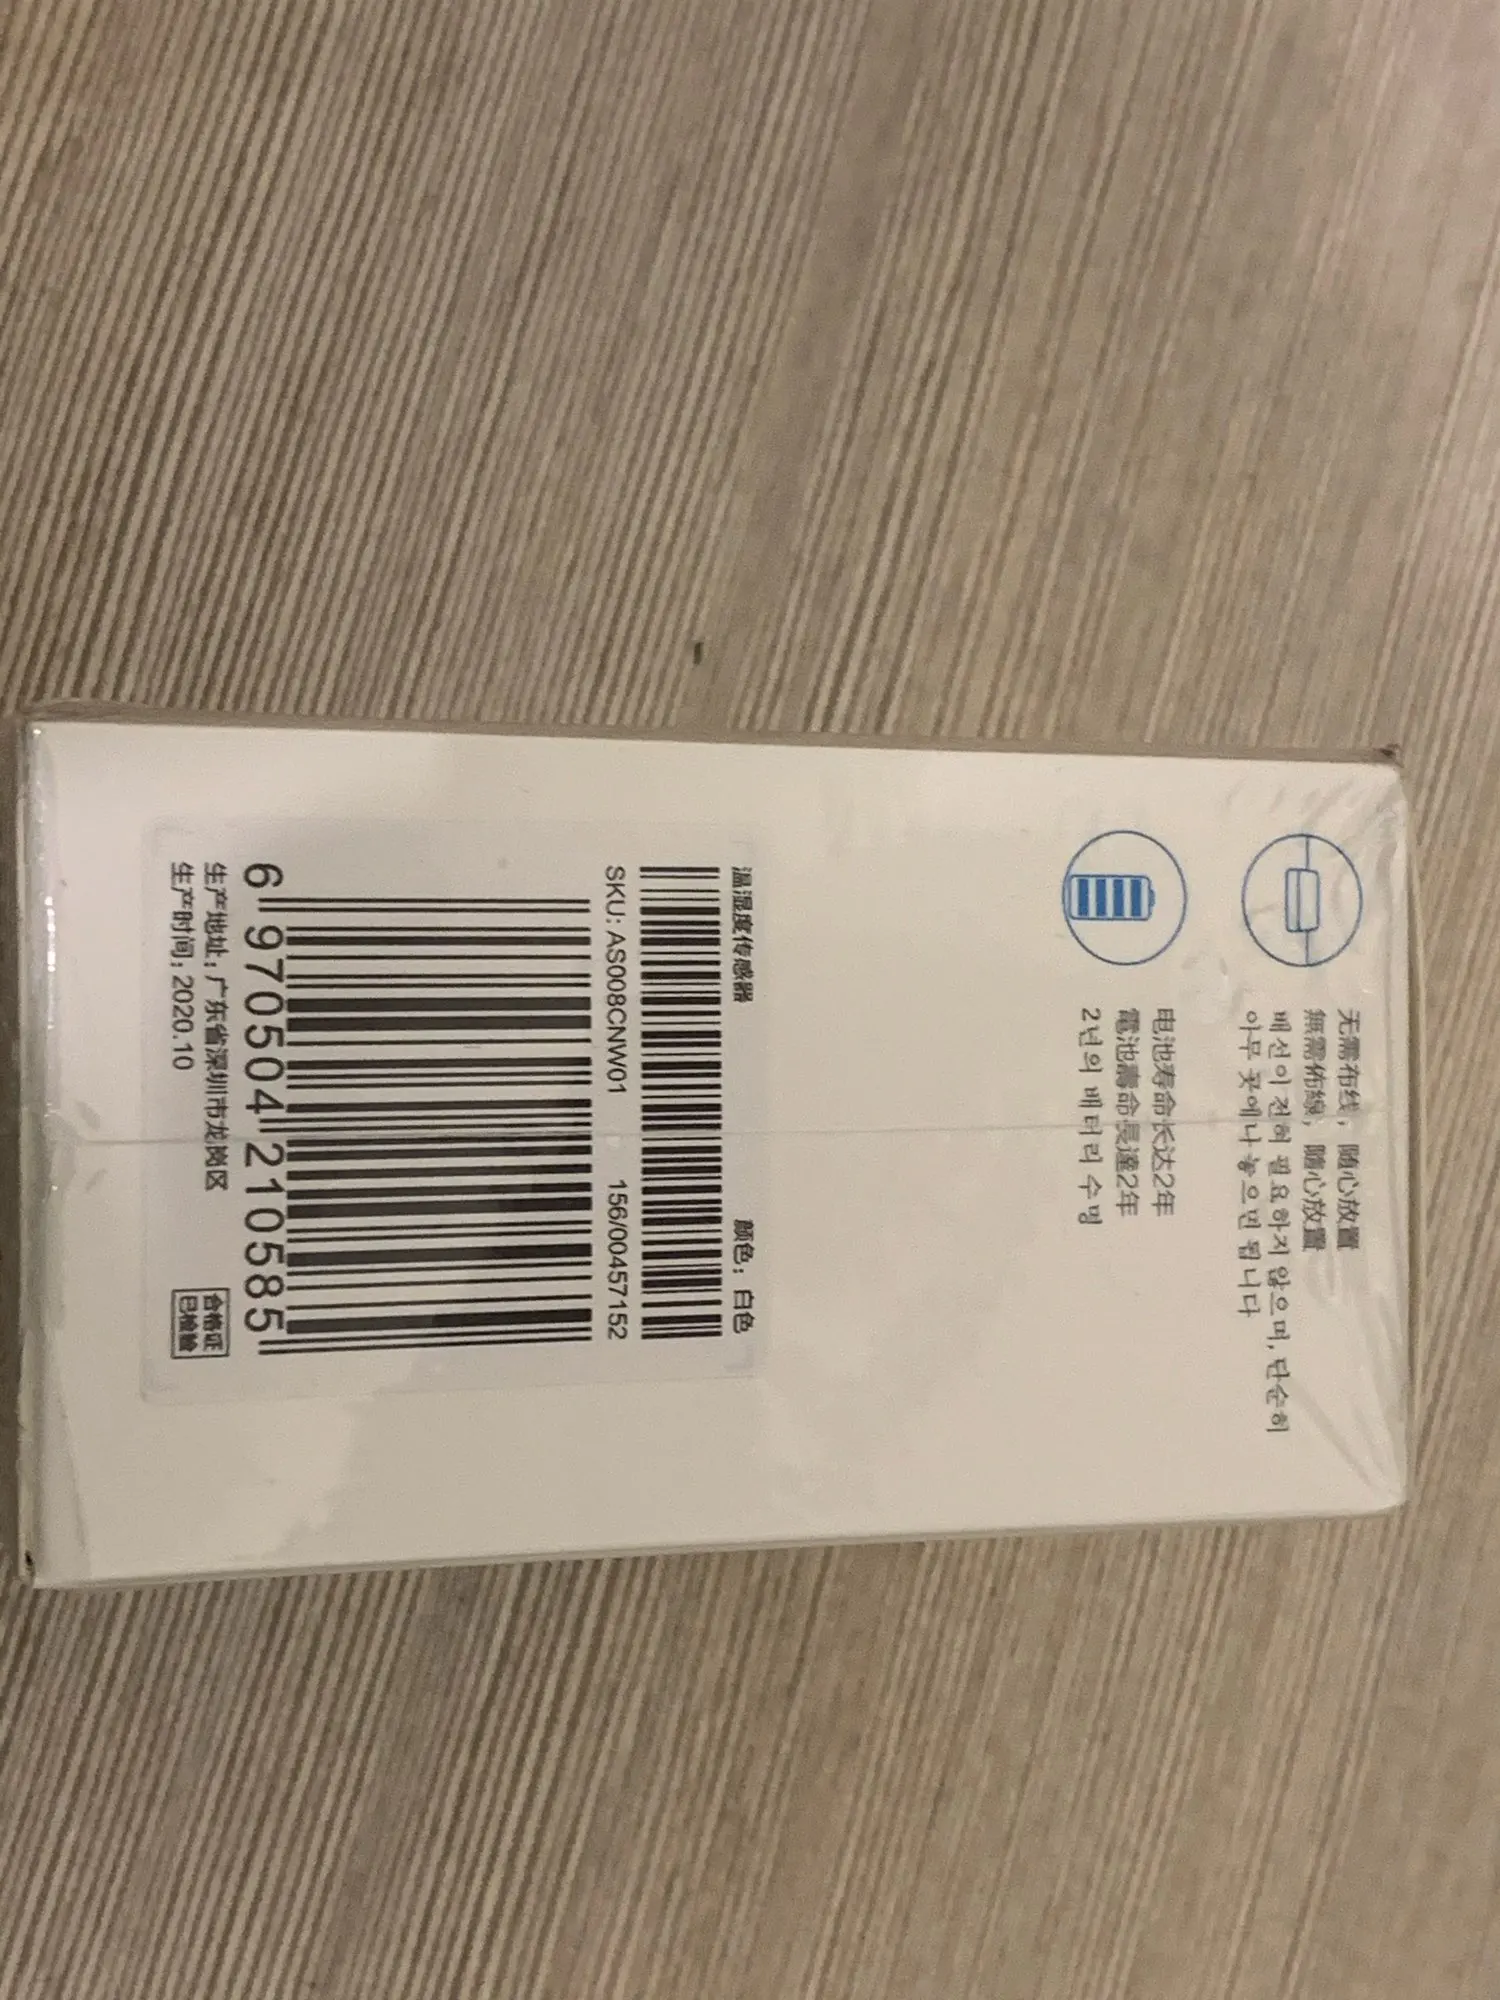 无需布线，随心放置
無需佈線，隨心放置
배선이 전혀 필요하지 않으며, 단순히
아무 곳에나 놓으면 됩니다
电池寿命长达2年
電池壽命長達2年
2년의 배터리 수명
温湿度传感器 颜色：白色
SKU: AS008CNW01 156/00457152
6 970504 210585
生产地址：广东省深圳市龙岗区
生产时间：2020.10
合格证
已检验